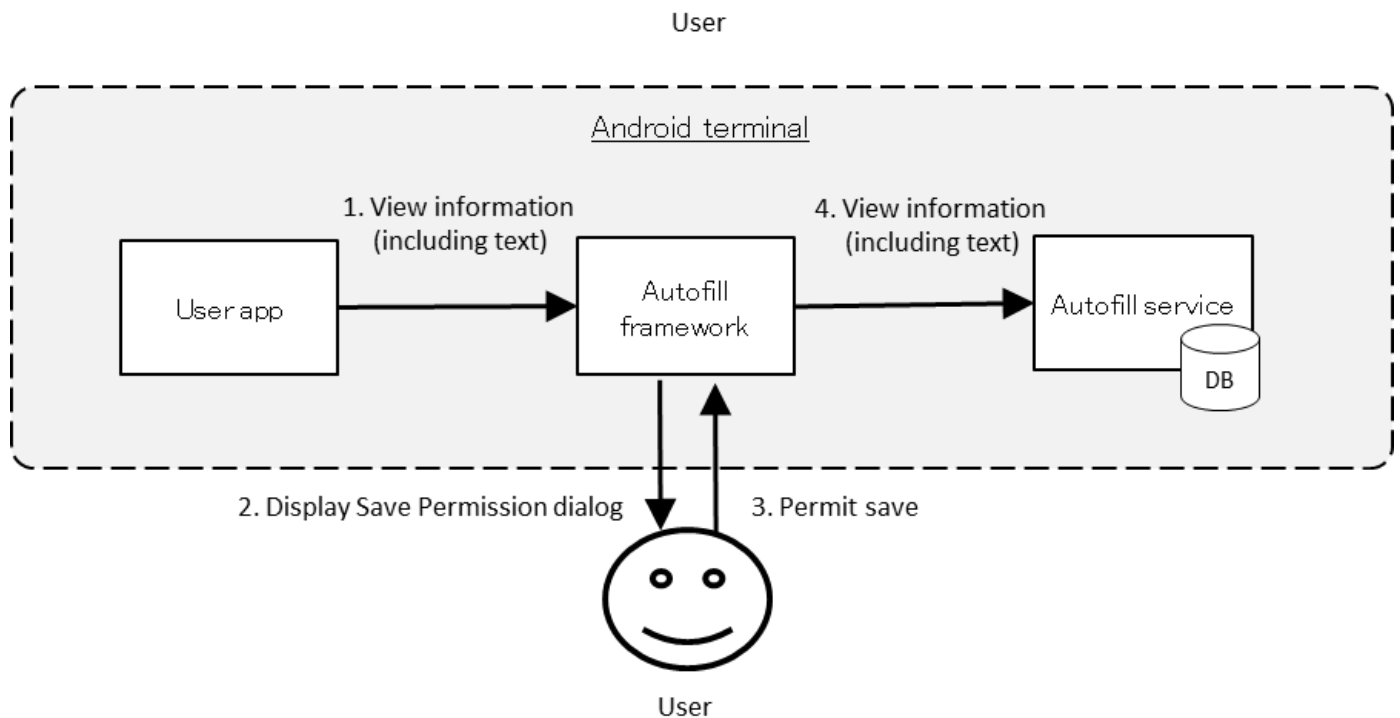 User
Android terminal
1. View information
(including text)
4. View information
(including text)
User app
Autofill
framework
Autofill service
DB
2. Display Save Permission dialog
3. Permit save
User